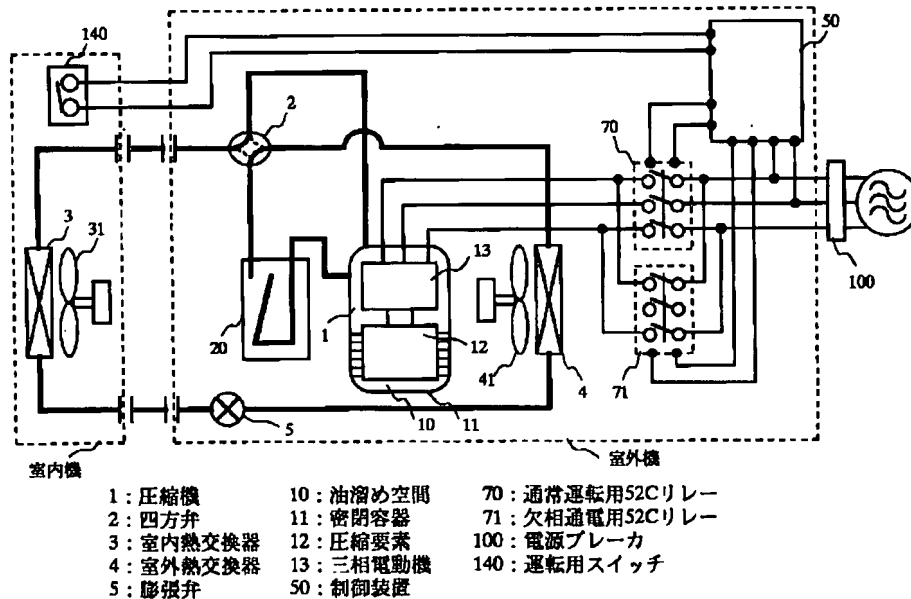 140
50
2
70
3
31
13
1
12
20
41
4
71
100
5
10
11
室内機
室外機
1：圧縮機
2：四方弁
3：室内熱交換器
4：室外熱交換器
5：膨張弁
10：油溜め空間
11：密閉容器
12：圧縮要素
13：三相電動機
50：制御装置
70：通常運転用52Cリレー
71：欠相通電用52Cリレー
100：電源ブレーカ
140：運転用スイッチ